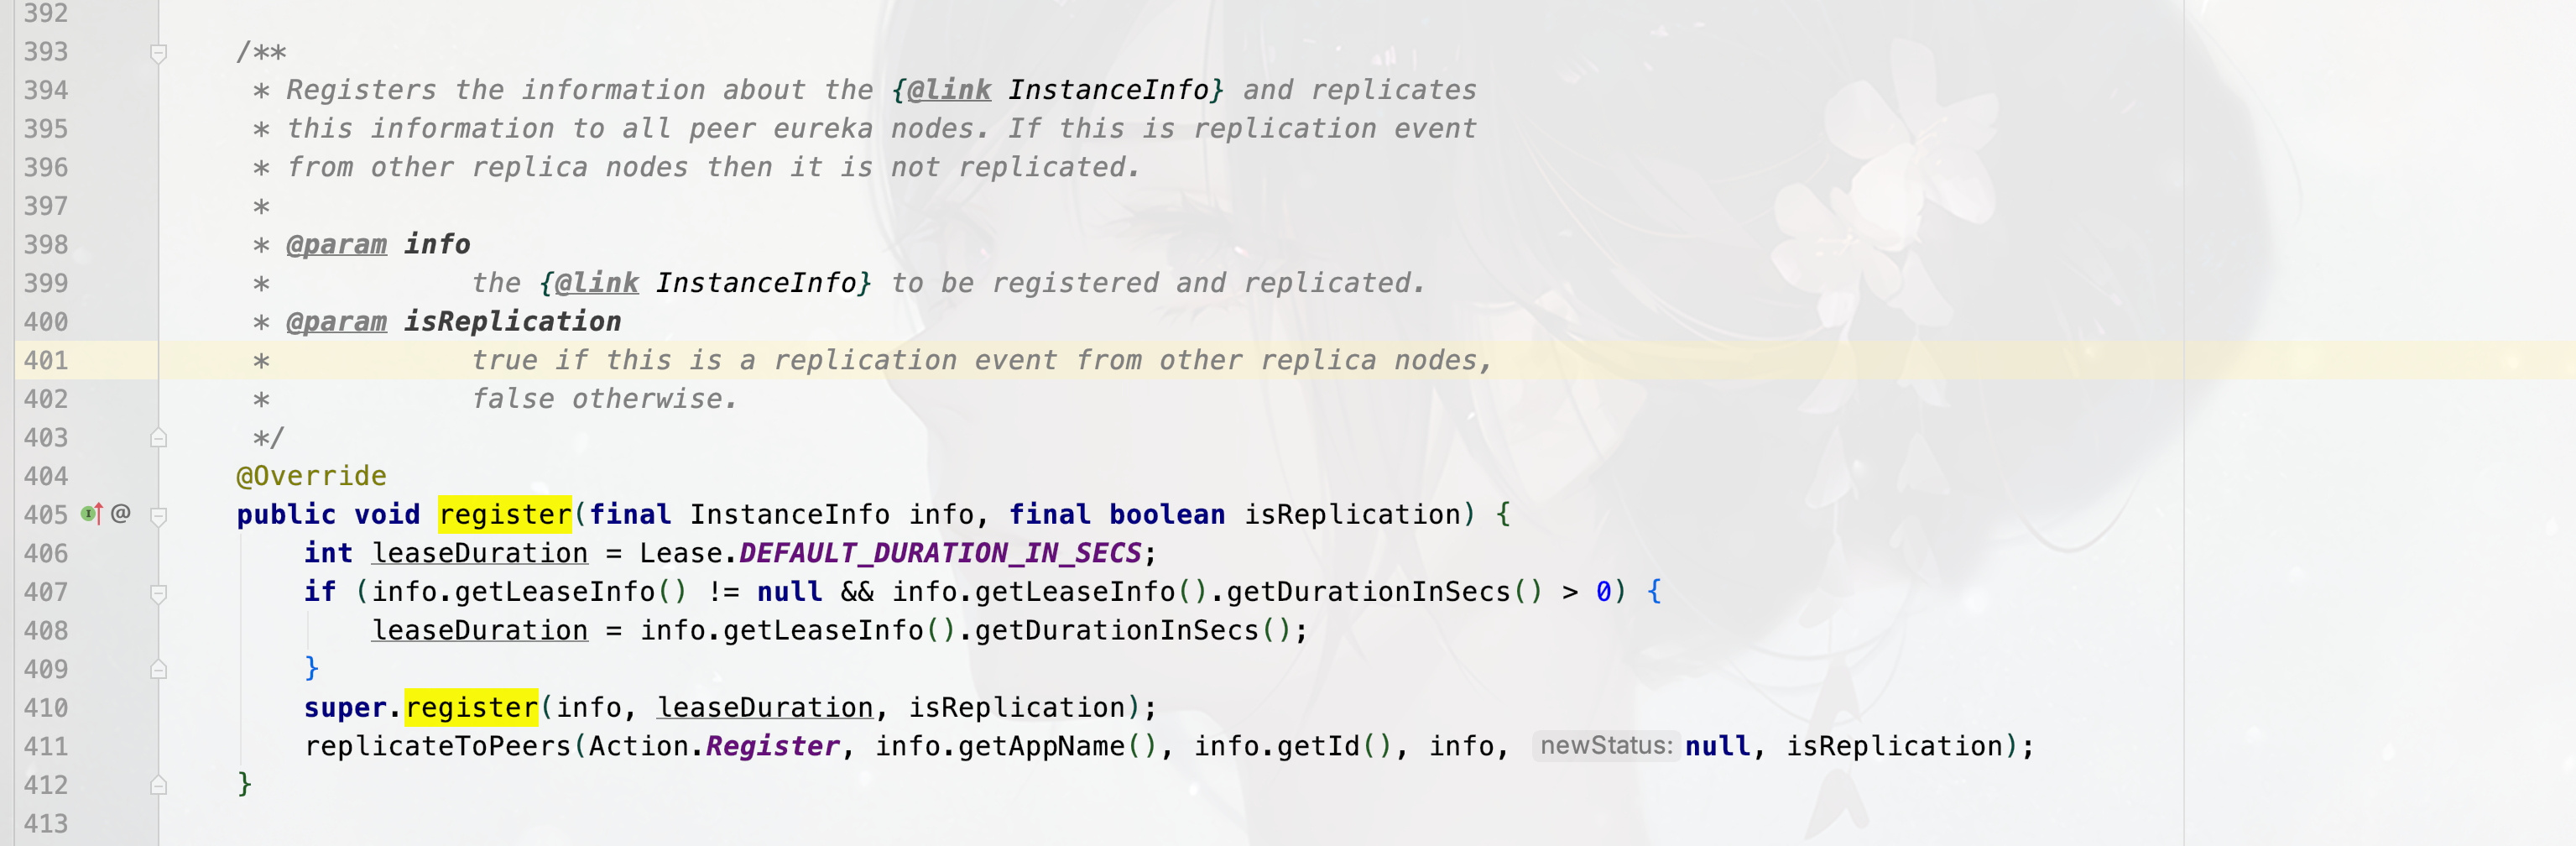 392
393 /**
394 * Registers the information about the {@link InstanceInfo} and replicates
395 * this information to all peer eureka nodes. If this is replication event
396 * from other replica nodes then it is not replicated.
397 *
398 * @param info
399 * the {@link InstanceInfo} to be registered and replicated.
400 * @param isReplication
401 * true if this is a replication event from other replica nodes,
402 * false otherwise.
403 */
404 @Override
405 @ public void register(final InstanceInfo info, final boolean isReplication) {
406 int leaseDuration = Lease.DEFAULT_DURATION_IN_SECS;
407 if (info.getLeaseInfo() != null && info.getLeaseInfo().getDurationInSecs() > 0) {
408 leaseDuration = info.getLeaseInfo().getDurationInSecs();
409 }
410 super.register(info, leaseDuration, isReplication);
411 replicateToPeers(Action.Register, info.getAppName(), info.getId(), info, newStatus: null, isReplication);
412 }
413